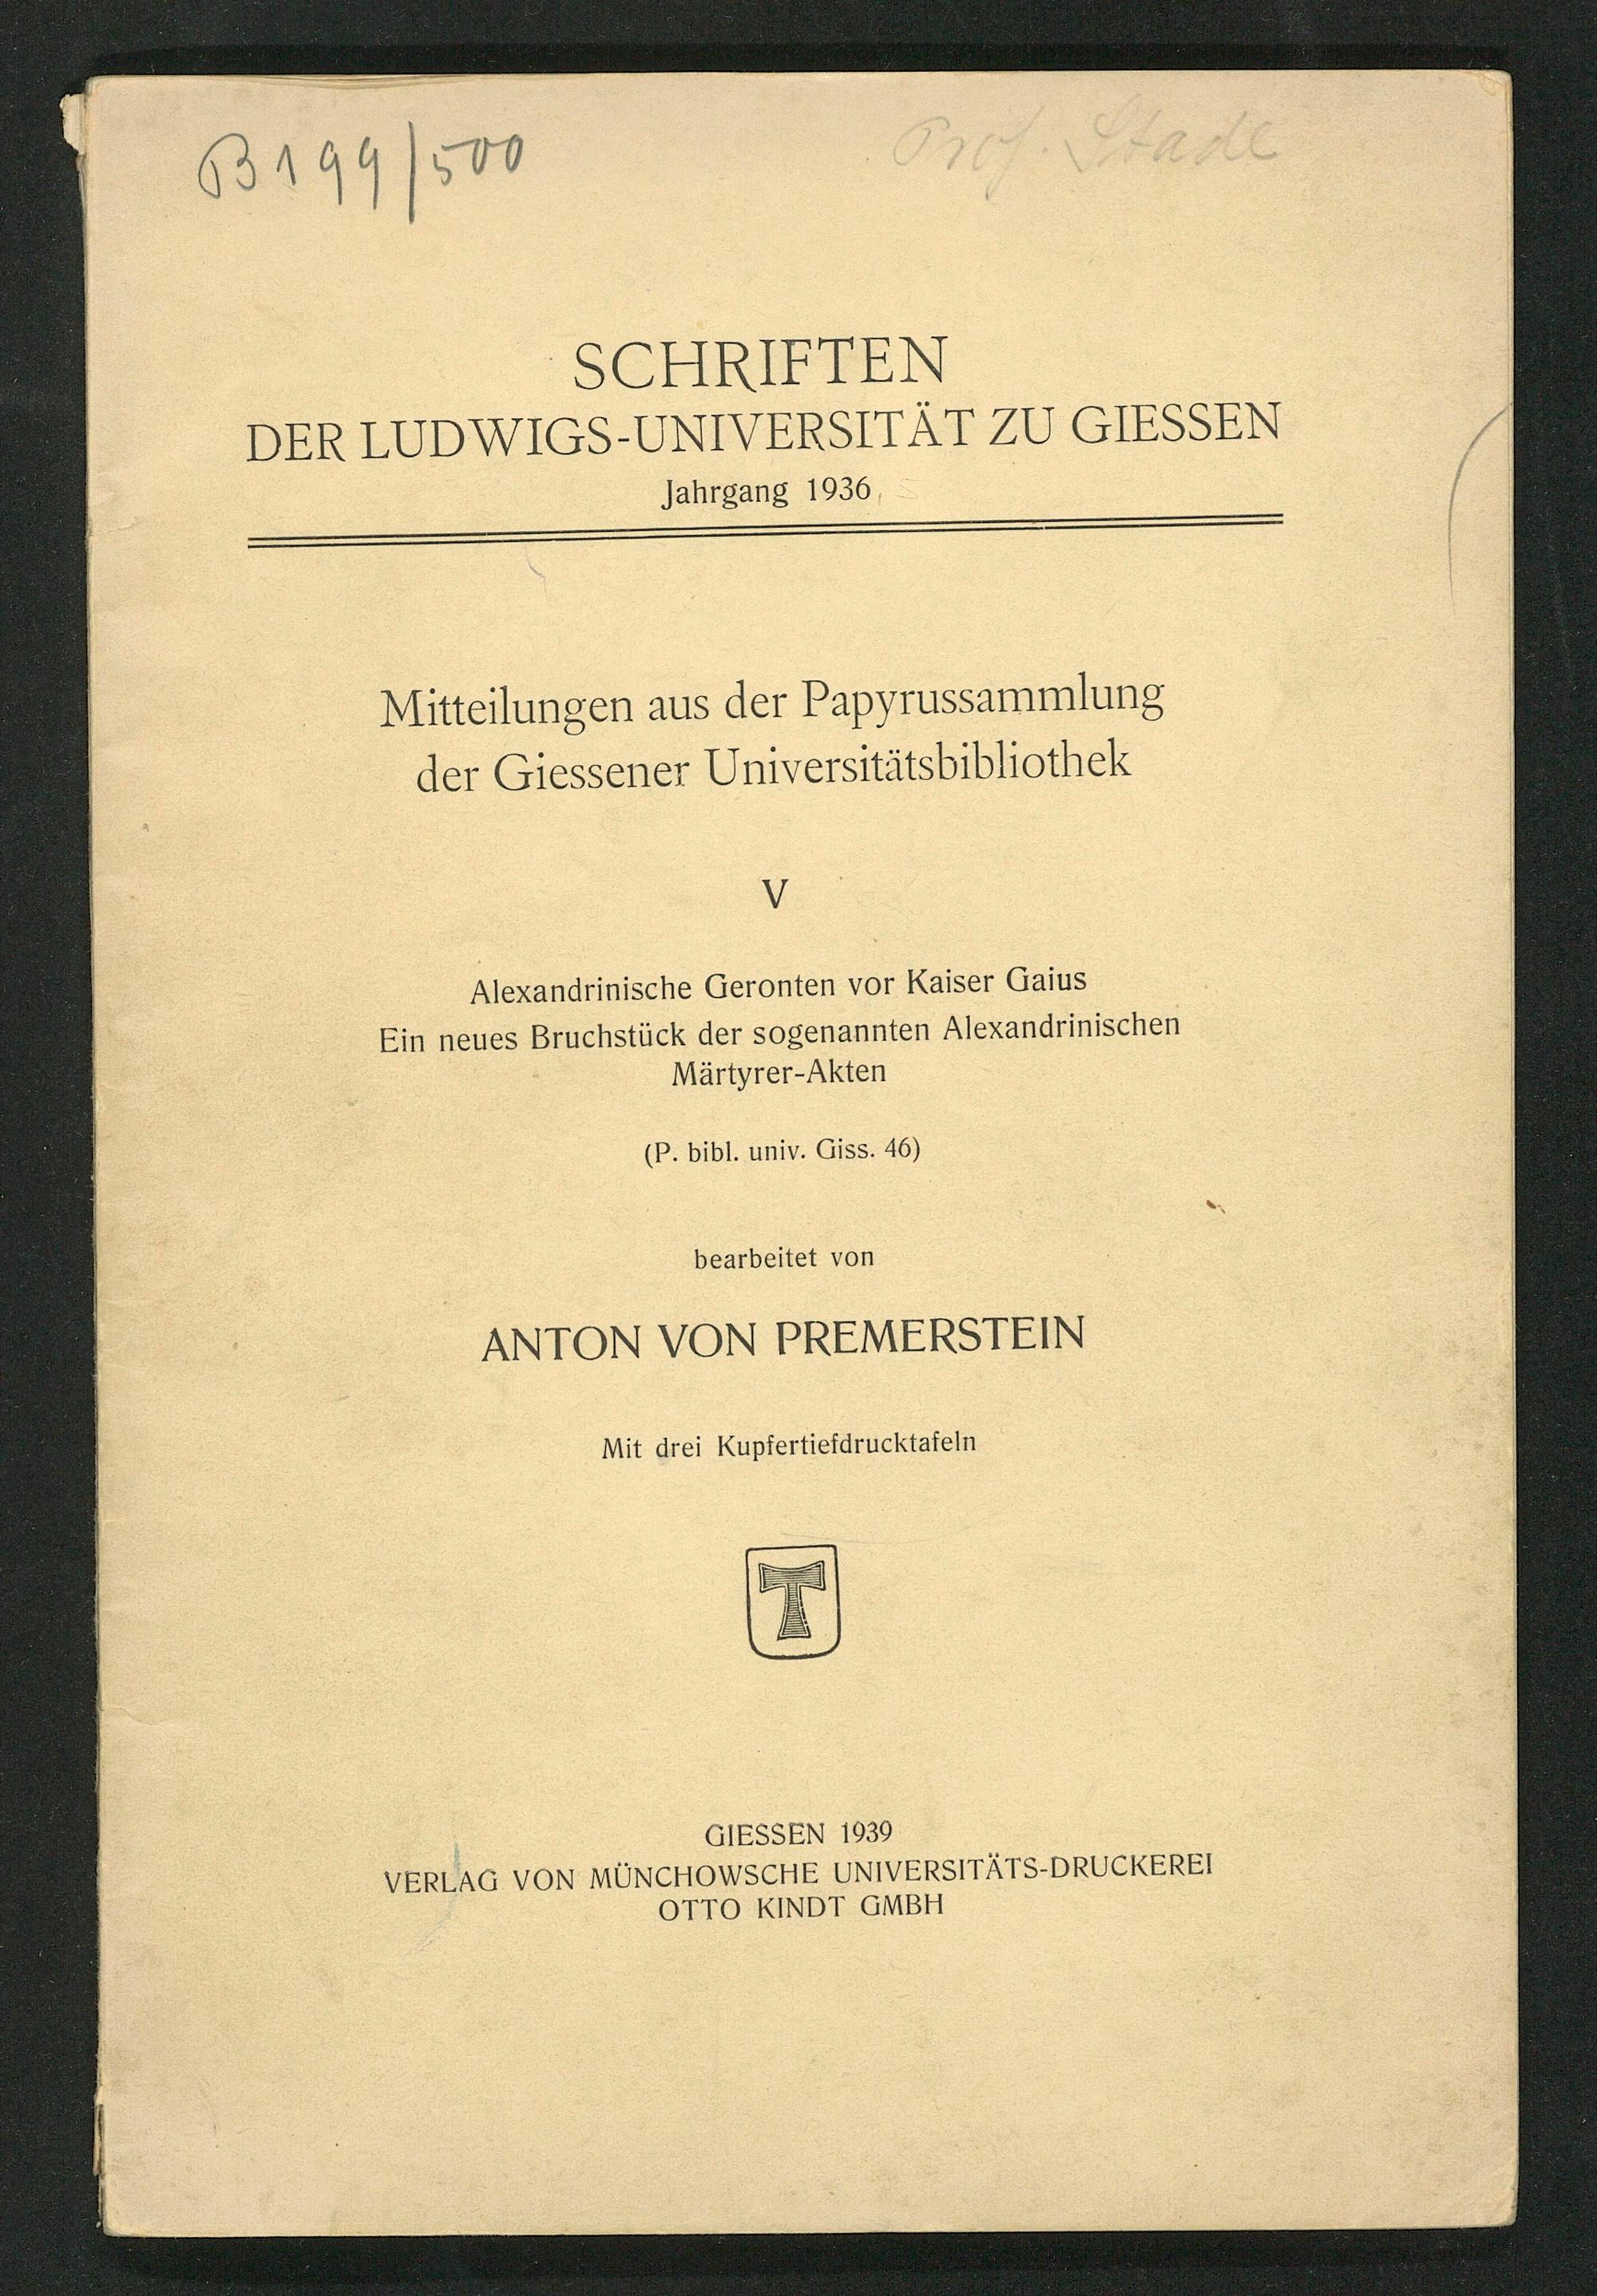 B 199/500
Prof. Stade
SCHRIFTEN
DER LUDWIGS-UNIVERSITÄT ZU GIESSEN
Jahrgang 1936
Mitteilungen aus der Papyrussammlung
der Giessener Universitätsbibliothek
V
Alexandrinische Geronten vor Kaiser Gaius
Ein neues Bruchstück der sogenannten Alexandrinischen
Märtyrer-Akten
(P. bibl. univ. Giss. 46)
bearbeitet von
ANTON VON PREMERSTEIN
Mit drei Kupfertiefdrucktafeln
T
GIESSEN 1939
VERLAG VON MÜNCHOWSCHE UNIVERSITÄTS-DRUCKEREI
OTTO KINDT GMBH